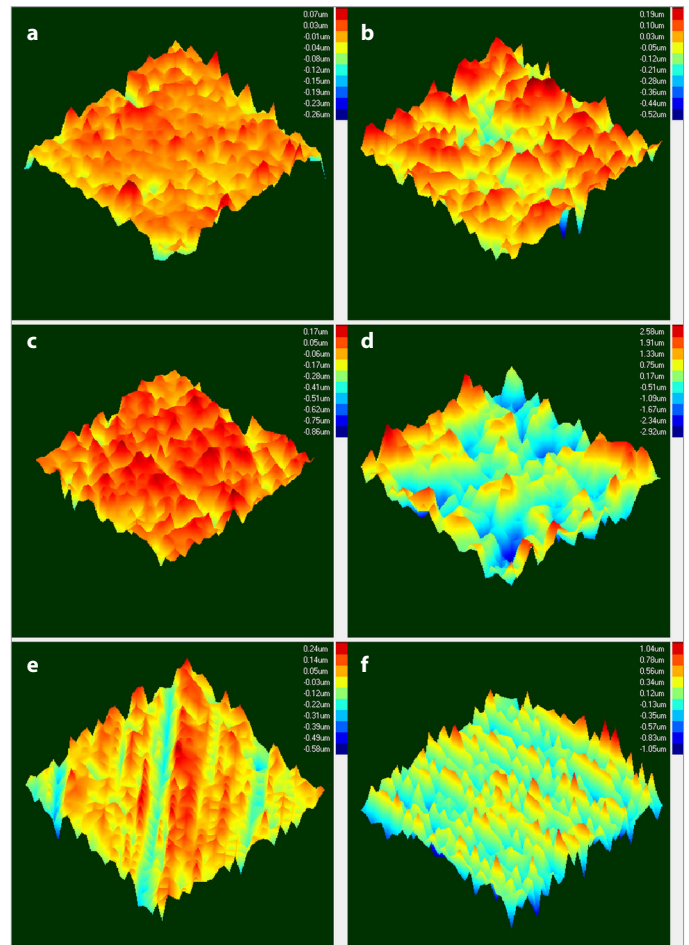 a
0.07um
0.03um
-0.01um
-0.04um
-0.08um
-0.12um
-0.15um
-0.19um
-0.23um
-0.26um
b
0.19um
0.10um
0.03um
-0.05um
-0.12um
-0.21um
-0.28um
-0.36um
-0.44um
-0.52um
c
0.17um
0.05um
-0.06um
-0.17um
-0.28um
-0.41um
-0.51um
-0.62um
-0.75um
-0.86um
d
2.58um
1.91um
1.33um
0.75um
0.17um
-0.51um
-1.09um
-1.67um
-2.34um
-2.92um
e
0.24um
0.14um
0.05um
-0.03um
-0.12um
-0.22um
-0.31um
-0.39um
-0.49um
-0.58um
f
1.04um
0.78um
0.56um
0.34um
0.12um
-0.13um
-0.35um
-0.57um
-0.83um
-1.05um